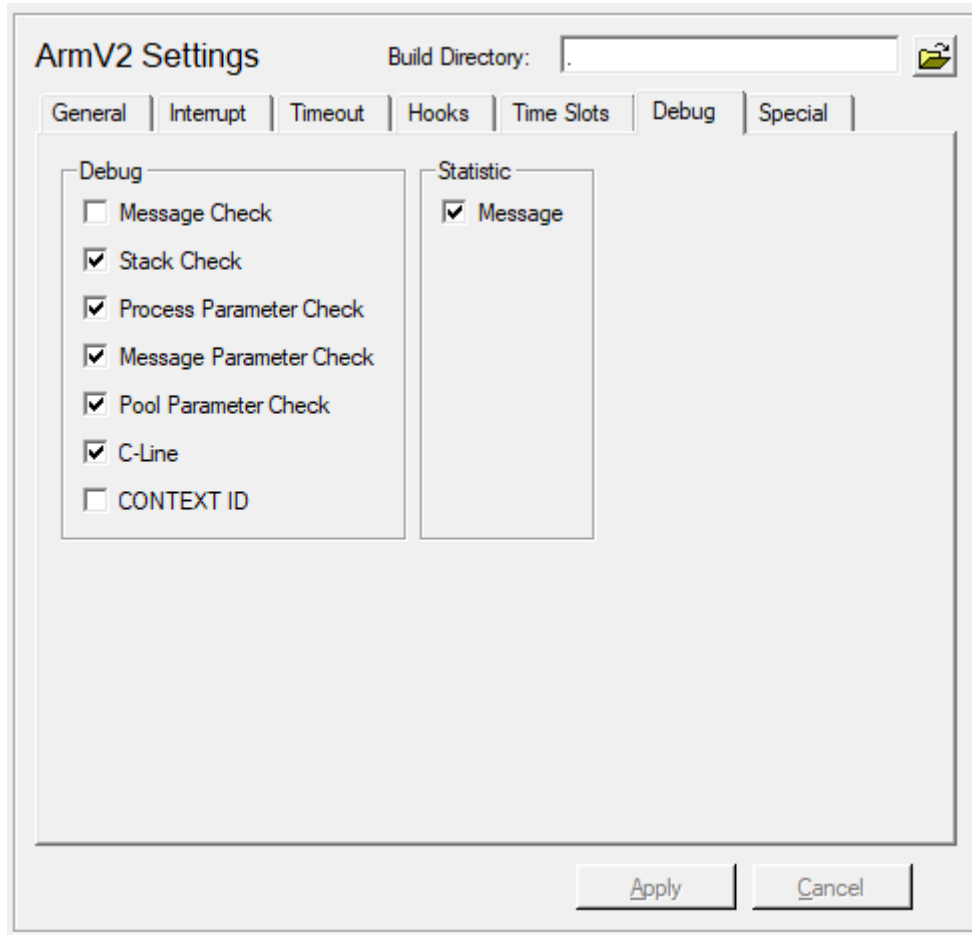 ArmV2 Settings Build Directory: .
General Interrupt Timeout Hooks Time Slots Debug Special
Debug Statistic
Message Check Message
Stack Check
Process Parameter Check
Message Parameter Check
Pool Parameter Check
C-Line
CONTEXT ID
Apply Cancel